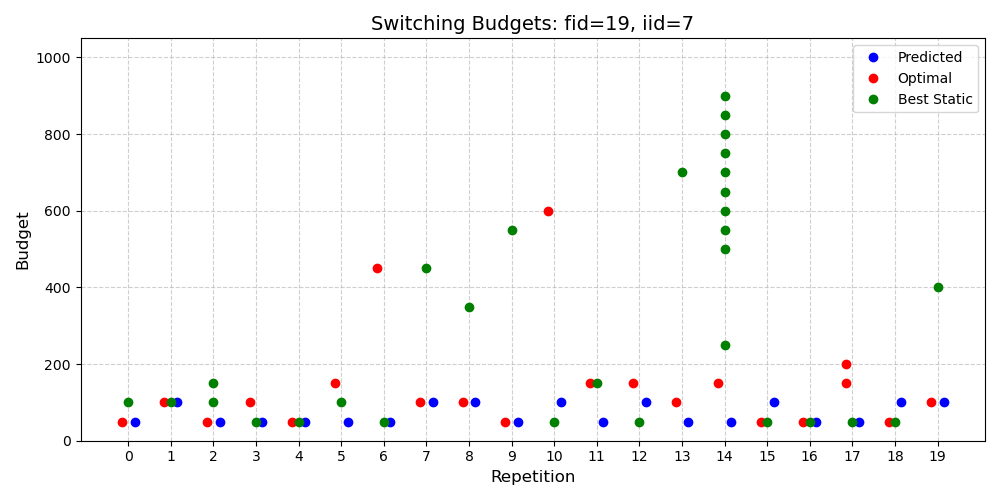 Switching Budgets: fid=19, iid=7
Predicted
Optimal
Best Static
1000
800
600
400
200
0
Budget
0 1 2 3 4 5 6 7 8 9 10 11 12 13 14 15 16 17 18 19
Repetition